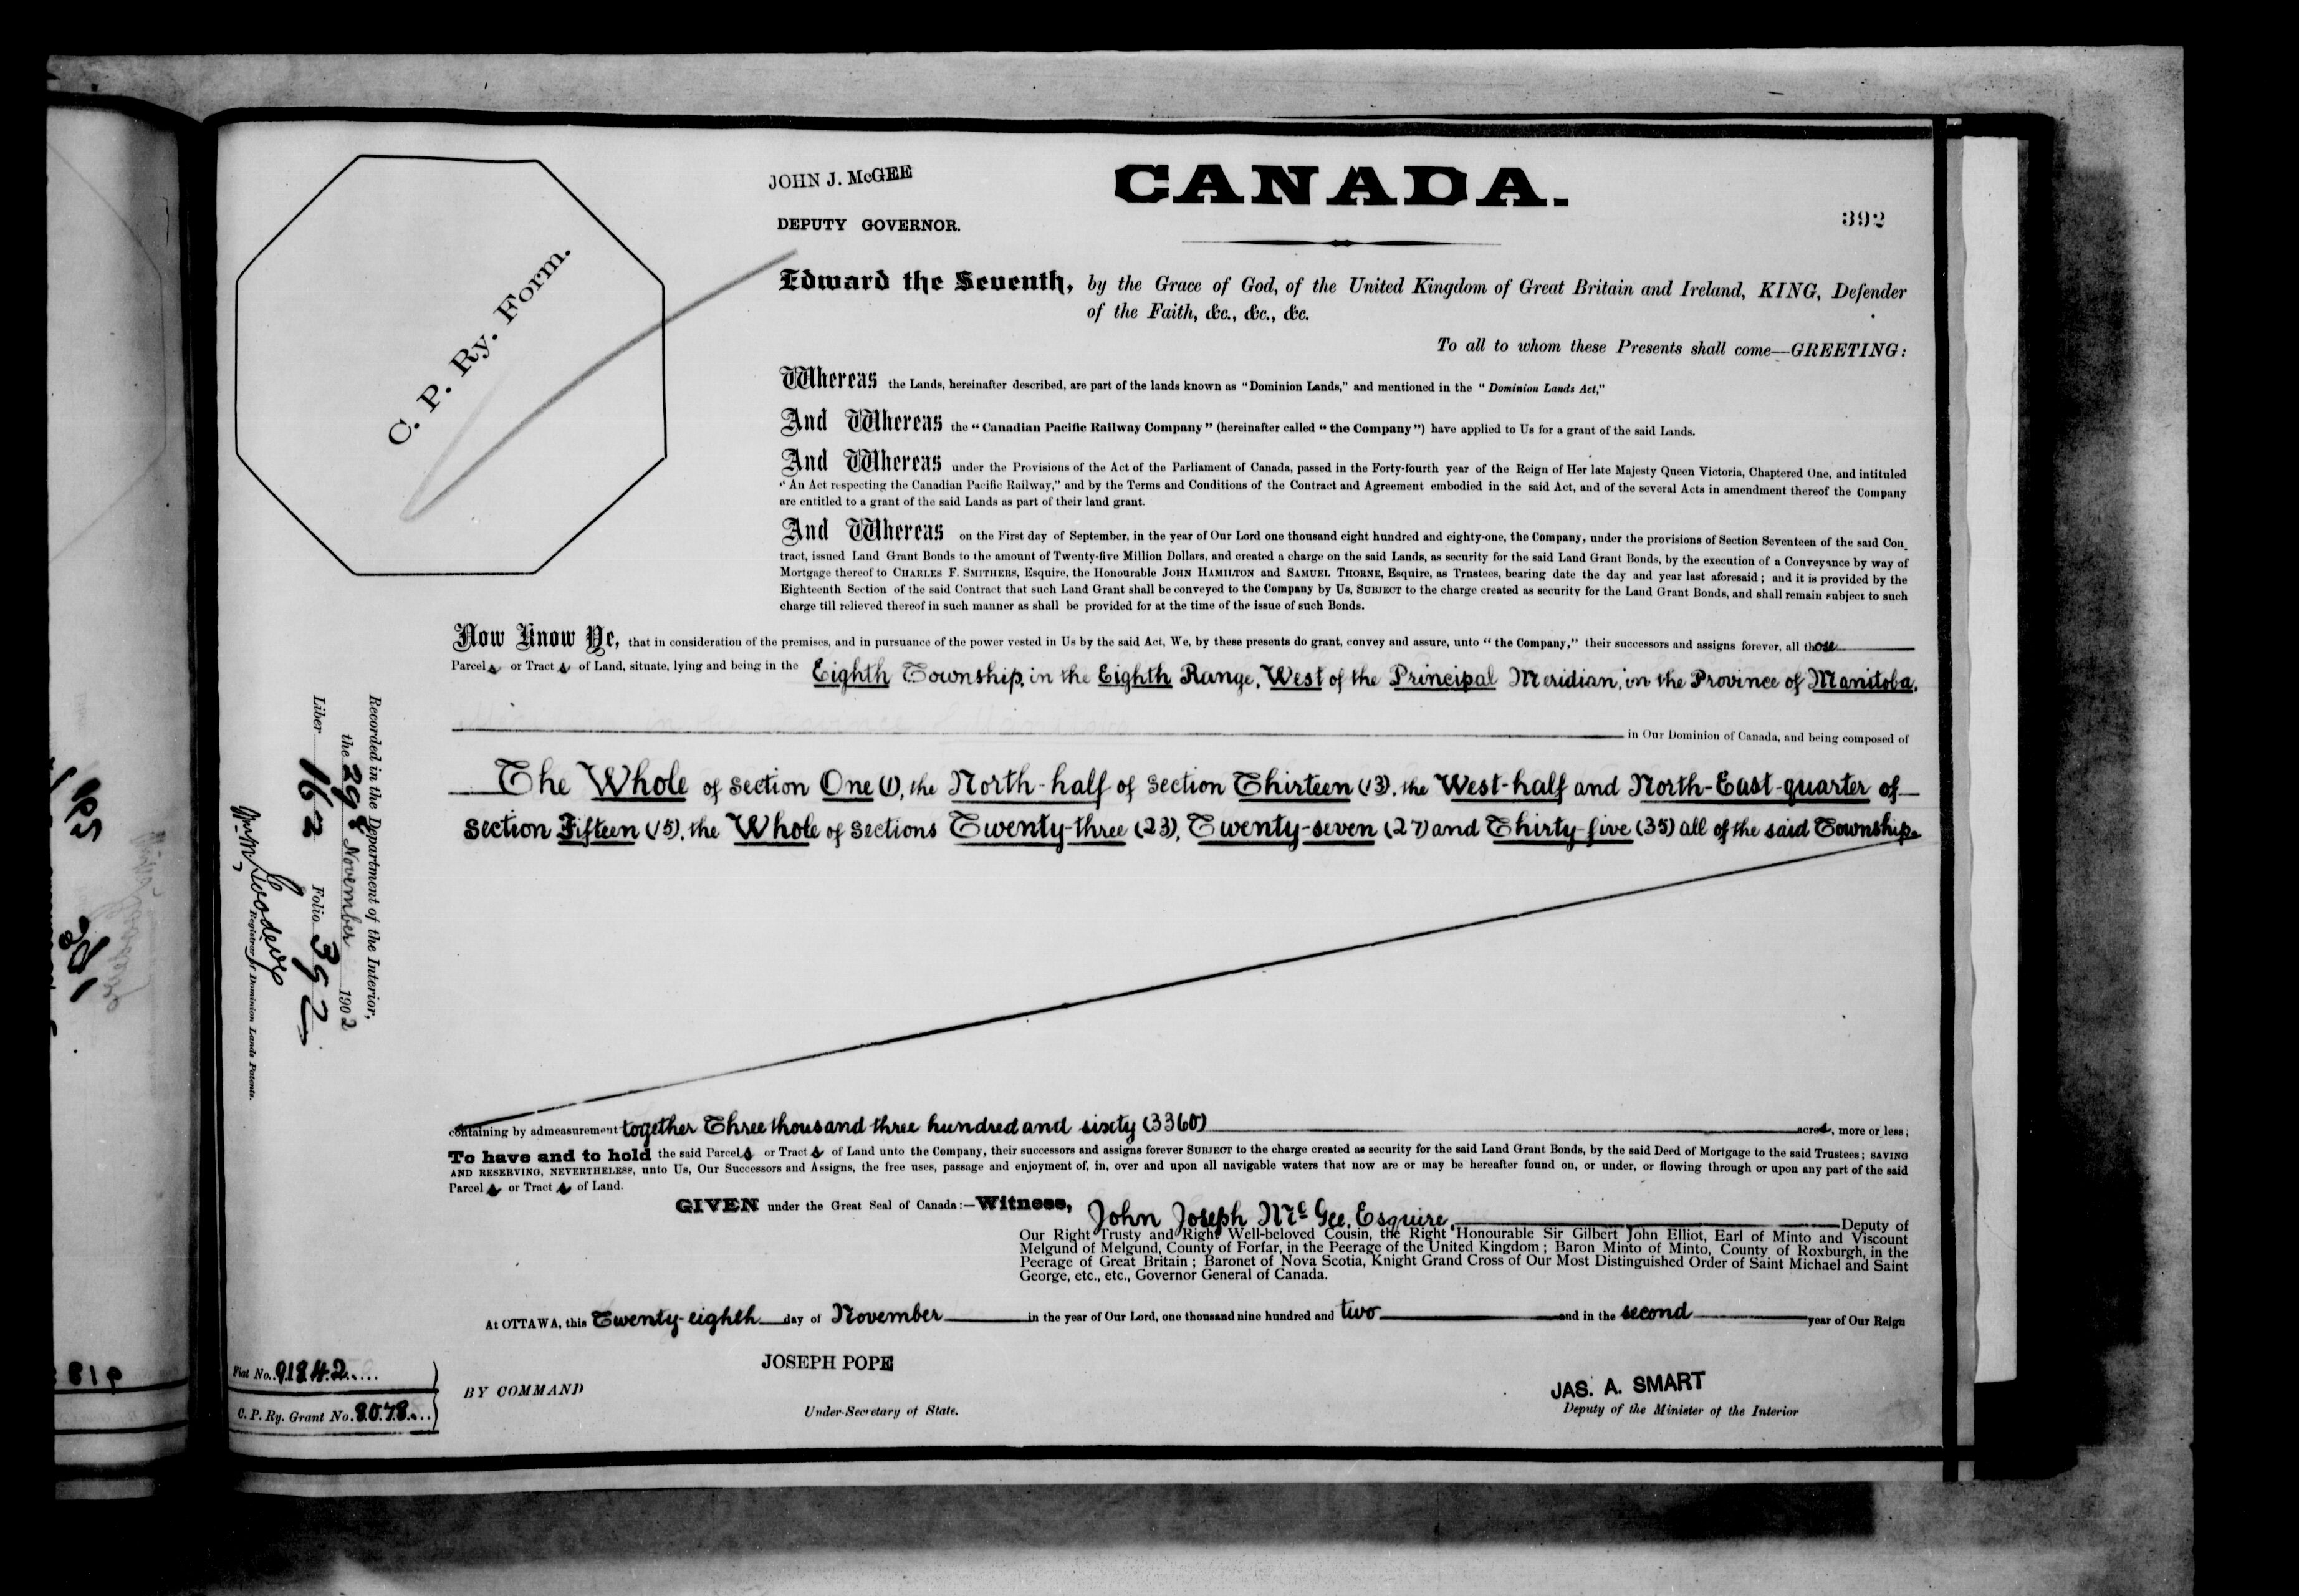 JOHN J. McGEE
DEPUTY GOVERNOR.
CANADA.
392
C. P. Ry. Form.
Edward the Seventh, by the Grace of God, of the United Kingdom of Great Britain and Ireland, KING, Defender
of the Faith, &c., &c., &c.
To all to whom these Presents shall come—GREETING:
Whereas the Lands, hereinafter described, are part of the lands known as "Dominion Lands," and mentioned in the "Dominion Lands Act,"
And Whereas the "Canadian Pacific Railway Company" (hereinafter called "the Company") have applied to Us for a grant of the said Lands.
And Whereas under the Provisions of the Act of the Parliament of Canada, passed in the Forty-fourth year of the Reign of Her late Majesty Queen Victoria, Chaptered One, and intituled
"An Act respecting the Canadian Pacific Railway," and by the Terms and Conditions of the Contract and Agreement embodied in the said Act, and of the several Acts in amendment thereof the Company
are entitled to a grant of the said Lands as part of their land grant.
And Whereas on the First day of September, in the year of Our Lord one thousand eight hundred and eighty-one, the Company, under the provisions of Section Seventeen of the said Con-
tract, issued Land Grant Bonds to the amount of Twenty-five Million Dollars, and created a charge on the said Lands, as security for the said Land Grant Bonds, by the execution of a Conveyance by way of
Mortgage thereof to CHARLES F. SMITHERS, Esquire, the Honourable JOHN HAMILTON and SAMUEL THORNE, Esquire, as Trustees, bearing date the day and year last aforesaid; and it is provided by the
Eighteenth Section of the said Contract that such Land Grant shall be conveyed to the Company by Us, SUBJECT to the charge created as security for the Land Grant Bonds, and shall remain subject to such
charge till relieved thereof in such manner as shall be provided for at the time of the issue of such Bonds.
Now Know Ye, that in consideration of the premises, and in pursuance of the power vested in Us by the said Act, We, by these presents do grant, convey and assure, unto "the Company," their successors and assigns forever, all those
Parcels or Tracts of Land, situate, lying and being in the Eighth Township, in the Eighth Range, West of the Principal Meridian, in the Province of Manitoba,
in Our Dominion of Canada, and being composed of
The Whole of Section One (1), the North-half of Section Thirteen (13), the West-half and North-East-quarter of
Section Fifteen (15), the Whole of Sections Twenty-three (23), Twenty-seven (27) and Thirty-five (35) all of the said Township
containing by admeasurement together Three thousand three hundred and sixty (3360) acres, more or less;
To have and to hold the said Parcels or Tracts of Land unto the Company, their successors and assigns forever SUBJECT to the charge created as security for the said Land Grant Bonds, by the said Deed of Mortgage to the said Trustees; SAVING
AND RESERVING, NEVERTHELESS, unto Us, Our Successors and Assigns, the free uses, passage and enjoyment of, in, over and upon all navigable waters that now are or may be hereafter found on, or under, or flowing through or upon any part of the said
Parcels or Tracts of Land.
GIVEN under the Great Seal of Canada:—Witness, John Joseph McGee, Esquire, Deputy of
Our Right Trusty and Right Well-beloved Cousin, the Right Honourable Sir Gilbert John Elliot, Earl of Minto and Viscount
Melgund of Melgund, County of Forfar, in the Peerage of the United Kingdom; Baron Minto of Minto, County of Roxburgh, in the
Peerage of Great Britain; Baronet of Nova Scotia, Knight Grand Cross of Our Most Distinguished Order of Saint Michael and Saint
George, etc., etc., Governor General of Canada.
At OTTAWA, this Twenty-eighth day of November in the year of Our Lord, one thousand nine hundred and two and in the second year of Our Reign
JOSEPH POPE
BY COMMAND
Under-Secretary of State.
JAS. A. SMART
Deputy of the Minister of the Interior
Recorded in the Department of the Interior,
the 29th November 1902
Liber 162 Folio 392
Wm M Goodeve
Registrar of Dominion Lands Patents.
Fiat No. 91842
C. P. Ry. Grant No. 8078